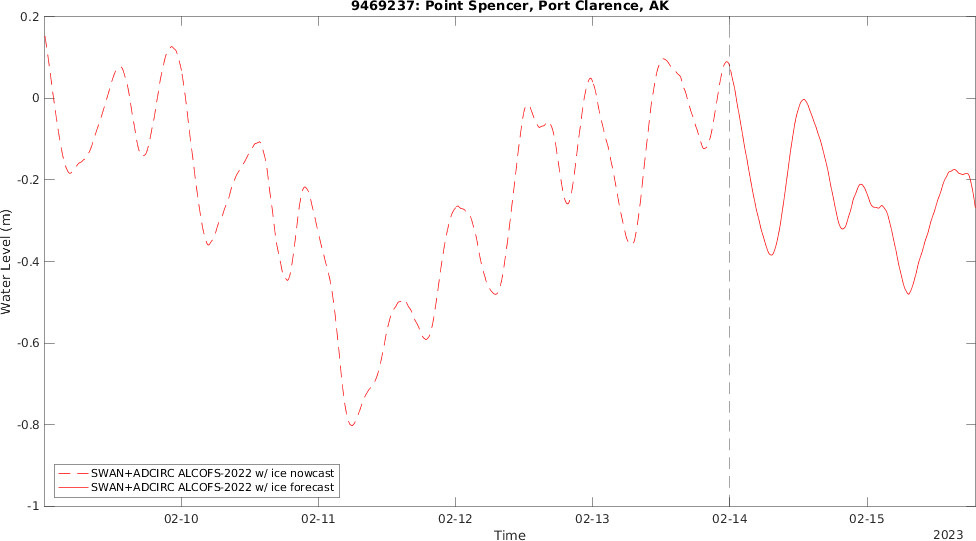 9469237: Point Spencer, Port Clarence, AK
0.2
0
-0.2
-0.4
-0.6
-0.8
-1
Water Level (m)
SWAN+ADCIRC ALCOFS-2022 w/ ice nowcast
SWAN+ADCIRC ALCOFS-2022 w/ ice forecast
02-10 02-11 02-12 02-13 02-14 02-15
Time
2023